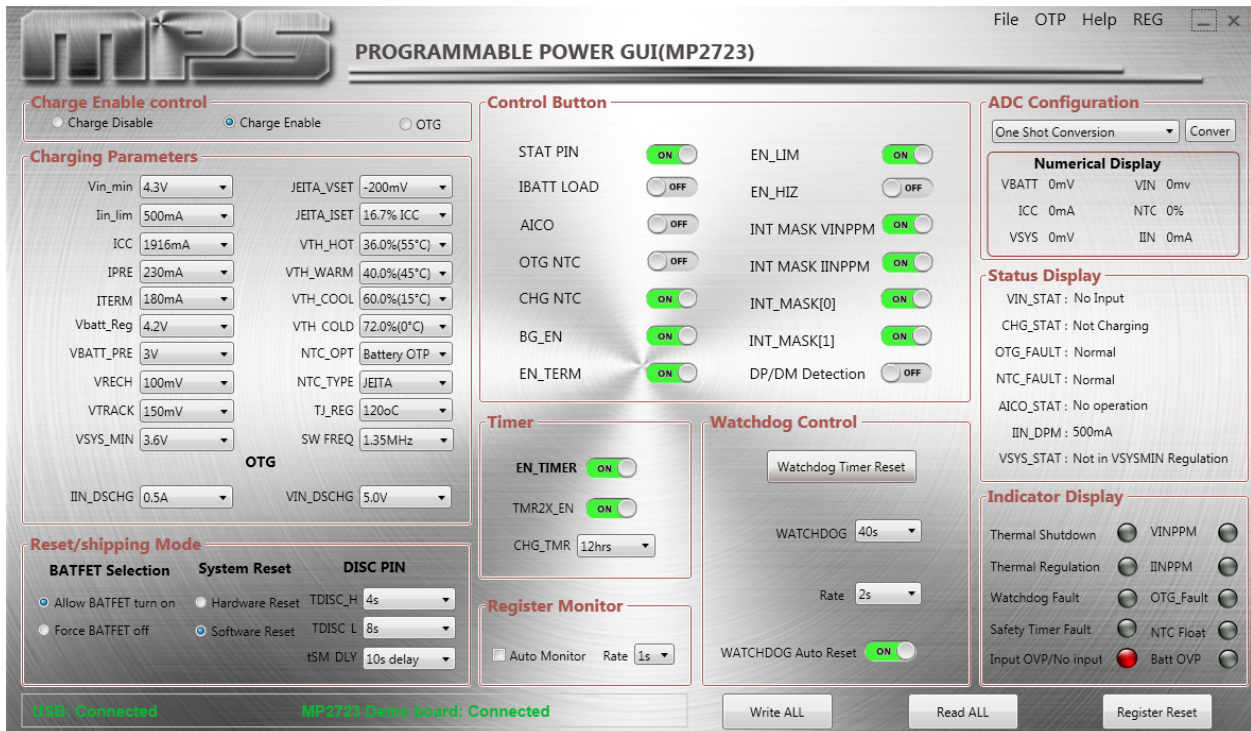 mps
File OTP Help REG
PROGRAMMABLE POWER GUI(MP2723)
Charge Enable control
Charge Disable Charge Enable OTG
Charging Parameters
Vin_min 4.3V JEITA_VSET -200mV
Iin_lim 500mA JEITA_ISET 16.7% ICC
ICC 1916mA VTH_HOT 36.0%(55°C)
IPRE 230mA VTH_WARM 40.0%(45°C)
ITERM 180mA VTH_COOL 60.0%(15°C)
Vbatt_Reg 4.2V VTH COLD 72.0%(0°C)
VBATT_PRE 3V NTC_OPT Battery OTP
VRECH 100mV NTC_TYPE JEITA
VTRACK 150mV TJ_REG 120oC
VSYS_MIN 3.6V SW FREQ 1.35MHz
OTG
IIN_DSCHG 0.5A VIN_DSCHG 5.0V
Reset/shipping Mode
BATFET Selection System Reset DISC PIN
Allow BATFET turn on Hardware Reset TDISC_H 4s
Force BATFET off Software Reset TDISC L 8s
tSM DLY 10s delay
Control Button
STAT PIN ON EN_LIM ON
IBATT LOAD OFF EN_HIZ OFF
AICO OFF INT MASK VINPPM ON
OTG NTC OFF INT MASK IINPPM ON
CHG NTC ON INT_MASK[0] ON
BG_EN ON INT_MASK[1] ON
EN_TERM ON DP/DM Detection OFF
Timer
EN_TIMER ON
TMR2X_EN ON
CHG_TMR 12hrs
Register Monitor
Auto Monitor Rate 1s
Watchdog Control
Watchdog Timer Reset
WATCHDOG 40s
Rate 2s
WATCHDOG Auto Reset ON
ADC Configuration
One Shot Conversion Conver
Numerical Display
VBATT 0mV VIN 0mv
ICC 0mA NTC 0%
VSYS 0mV IIN 0mA
Status Display
VIN_STAT : No Input
CHG_STAT : Not Charging
OTG_FAULT : Normal
NTC_FAULT : Normal
AICO_STAT : No operation
IIN_DPM : 500mA
VSYS_STAT : Not in VSYSMIN Regulation
Indicator Display
Thermal Shutdown VINPPM
Thermal Regulation IINPPM
Watchdog Fault OTG_Fault
Safety Timer Fault NTC Float
Input OVP/No input Batt OVP
USB: Connected MP2723 Demo board: Connected
Write ALL Read ALL Register Reset